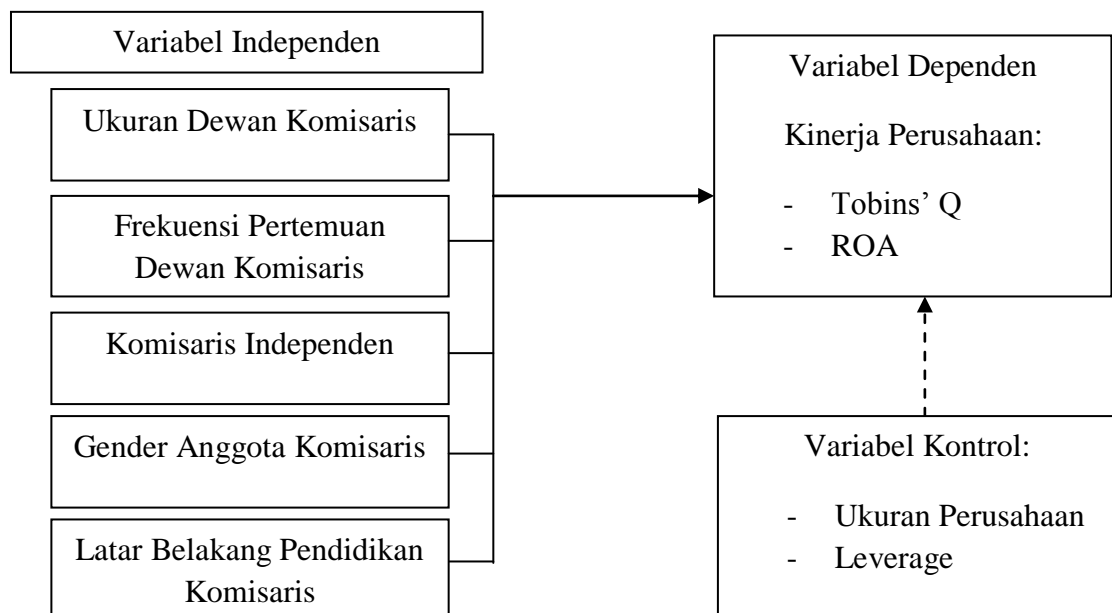 Variabel Independen
Ukuran Dewan Komisaris
Frekuensi Pertemuan
Dewan Komisaris
Komisaris Independen
Gender Anggota Komisaris
Latar Belakang Pendidikan
Komisaris
Variabel Dependen
Kinerja Perusahaan:
- Tobins’ Q
- ROA
Variabel Kontrol:
- Ukuran Perusahaan
- Leverage